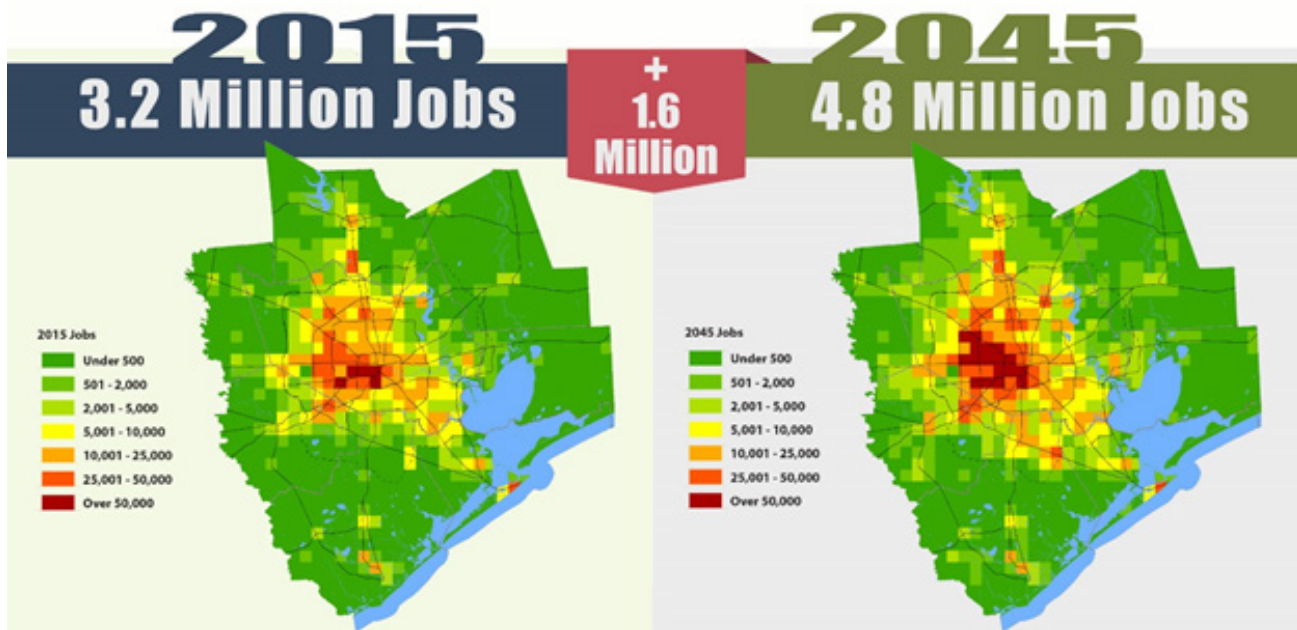 2015
3.2 Million Jobs
+
1.6
Million
2045
4.8 Million Jobs
2015 Jobs
Under 500
501 - 2,000
2,001 - 5,000
5,001 - 10,000
10,001 - 25,000
25,001 - 50,000
Over 50,000
2045 Jobs
Under 500
501 - 2,000
2,001 - 5,000
5,001 - 10,000
10,001 - 25,000
25,001 - 50,000
Over 50,000